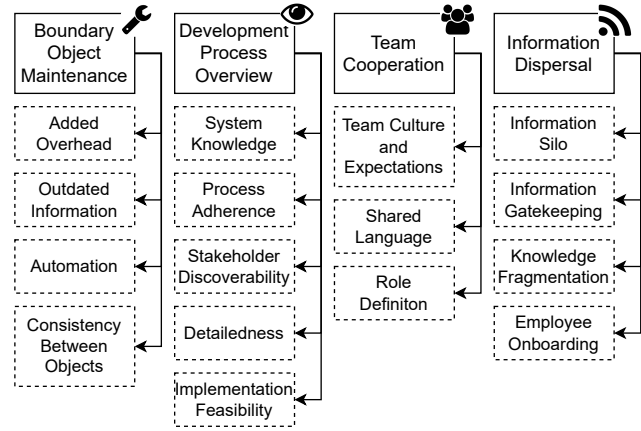 Boundary
Object
Maintenance
Added
Overhead
Outdated
Information
Automation
Consistency
Between
Objects
Development
Process
Overview
System
Knowledge
Process
Adherence
Stakeholder
Discoverability
Detailedness
Implementation
Feasibility
Team
Cooperation
Team Culture
and
Expectations
Shared
Language
Role
Definiton
Information
Dispersal
Information
Silo
Information
Gatekeeping
Knowledge
Fragmentation
Employee
Onboarding